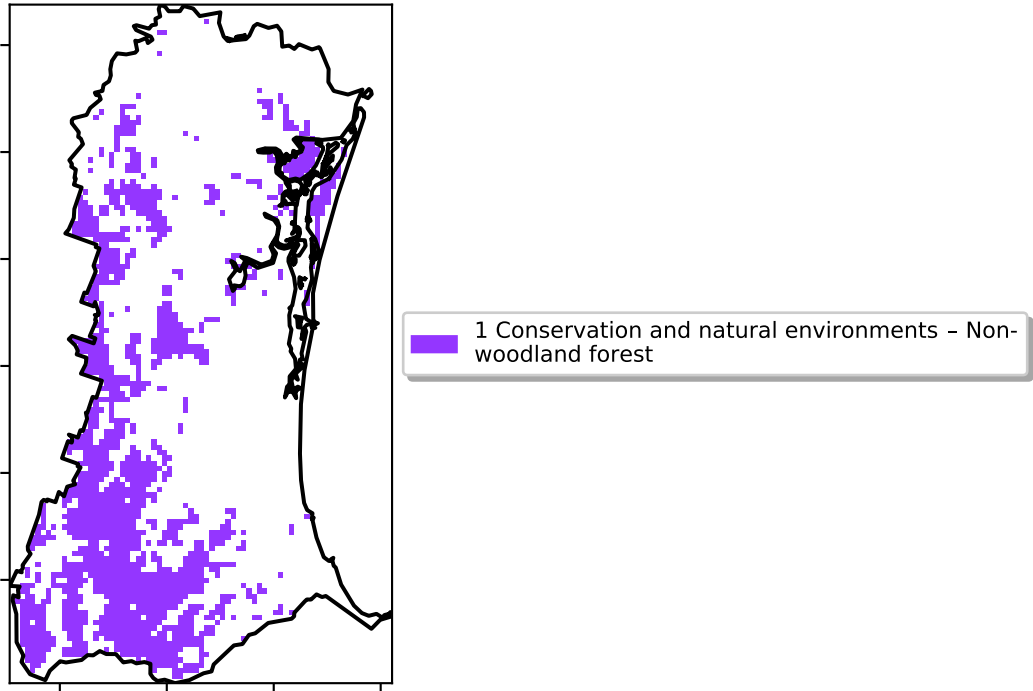 1 Conservation and natural environments – Non-
woodland forest